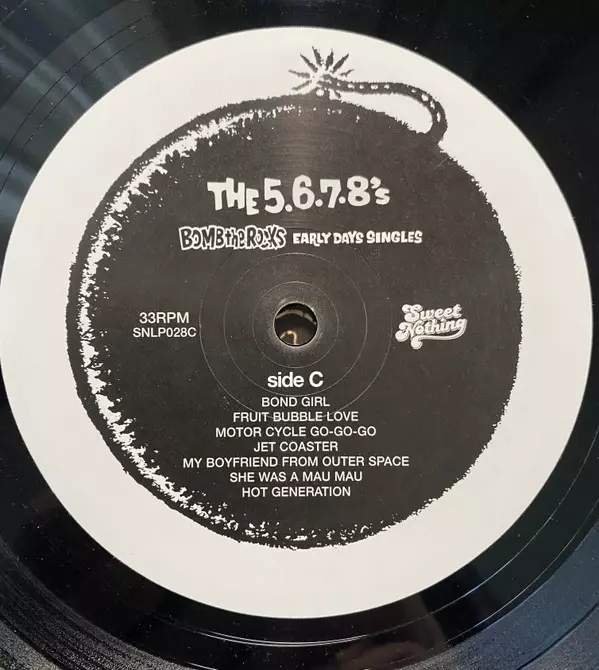 THE 5.6.7.8's
BOMB the ROCKS EARLY DAYS SINGLES
33RPM
SNLP028C
Sweet
Nothing
side C
BOND GIRL
FRUIT BUBBLE LOVE
MOTOR CYCLE GO-GO-GO
JET COASTER
MY BOYFRIEND FROM OUTER SPACE
SHE WAS A MAU MAU
HOT GENERATION